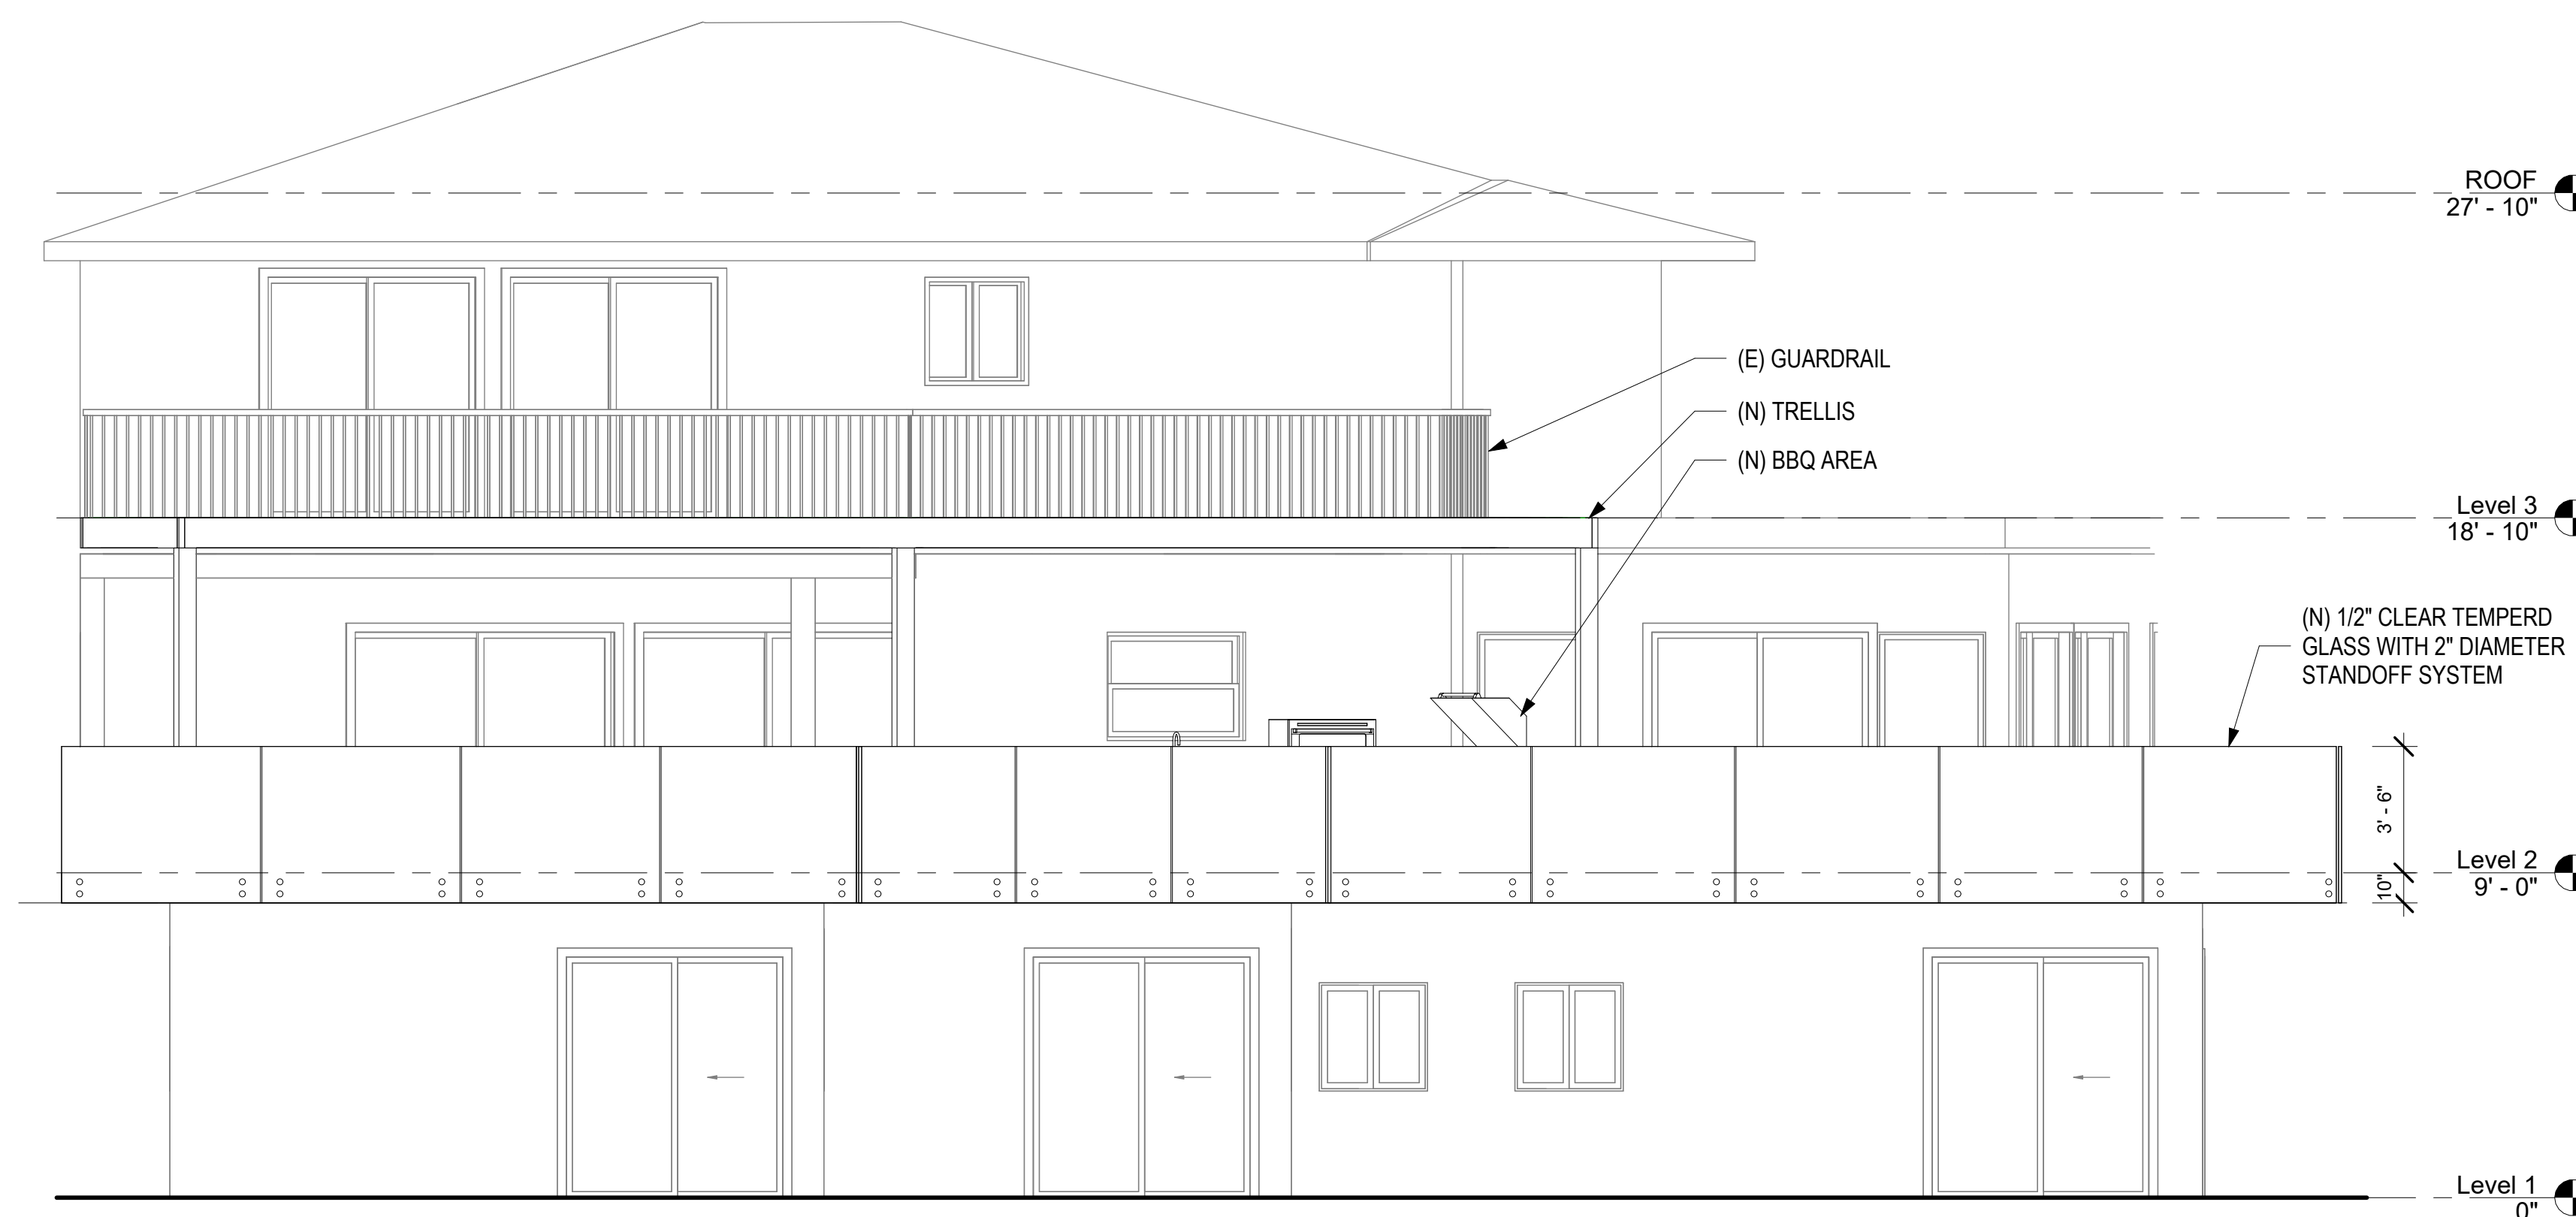 ROOF
27' - 10"
(E) GUARDRAIL
(N) TRELLIS
(N) BBQ AREA
Level 3
18' - 10"
(N) 1/2" CLEAR TEMPERD
GLASS WITH 2" DIAMETER
STANDOFF SYSTEM
3' - 6"
Level 2
9' - 0"
10"
Level 1
0"